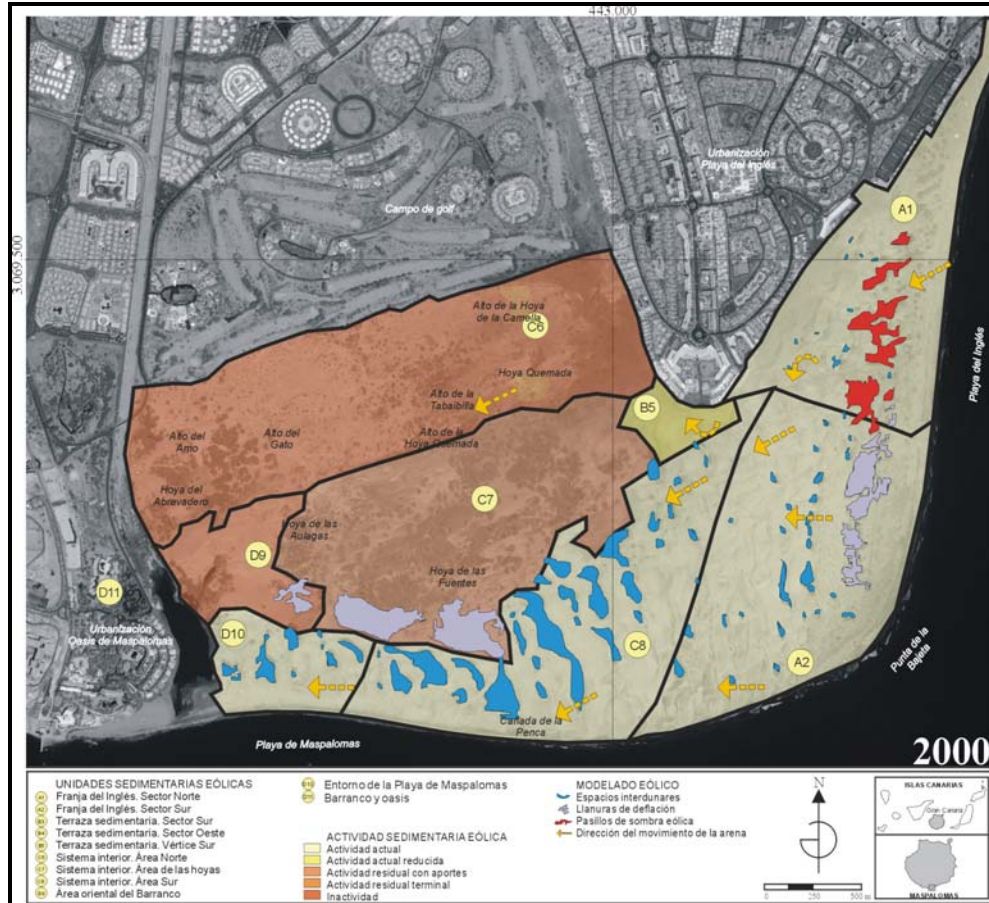 443.000
3.069.500
Urbanización
Playa del Inglés
Campo de golf
A1
Alto de la Hoya
de la Camella
C6
Hoya Quemada
Alto de la
Tabaibilla
Playa del Inglés
B5
Alto del
Amo
Alto del
Gato
Alto de la
Hoya Quemada
C7
Hoya del
Abrevadero
Hoya de las
Aulagas
D9
Hoya de las
Fuentes
D11
Urbanización
Oasis de Maspalomas
D10
C8
A2
Punta de la
Bajeta
Cañada de la
Penca
Playa de Maspalomas
2000
UNIDADES SEDIMENTARIAS EÓLICAS
A1 Franja del Inglés. Sector Norte
A2 Franja del Inglés. Sector Sur
Terraza sedimentaria. Sector Sur
Terraza sedimentaria. Sector Oeste
Terraza sedimentaria. Vértice Sur
Sistema interior. Área Norte
Sistema interior. Área de las hoyas
Sistema interior. Área Sur
Área oriental del Barranco
Entorno de la Playa de Maspalomas
Barranco y oasis
ACTIVIDAD SEDIMENTARIA EÓLICA
Actividad actual
Actividad actual reducida
Actividad residual con aportes
Actividad residual terminal
Inactividad
MODELADO EÓLICO
Espacios interdunares
Llanuras de deflación
Pasillos de sombra eólica
Dirección del movimiento de la arena
N
0 250 500 m
ISLAS CANARIAS
Gran Canaria
MASPALOMAS